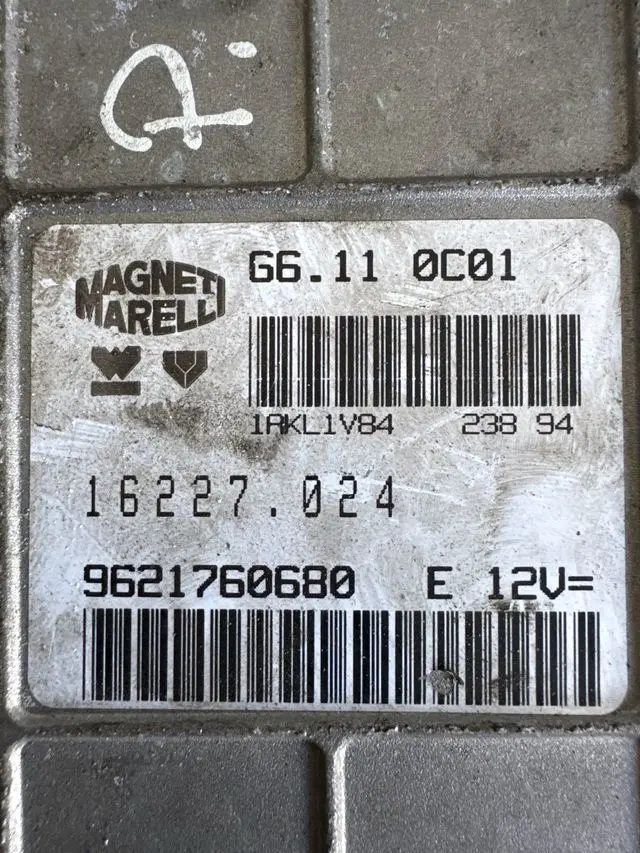 G6.11 0C01
MAGNETI
MARELLI
1AKL1V84 238 94
16227.024
9621760680 E 12V=